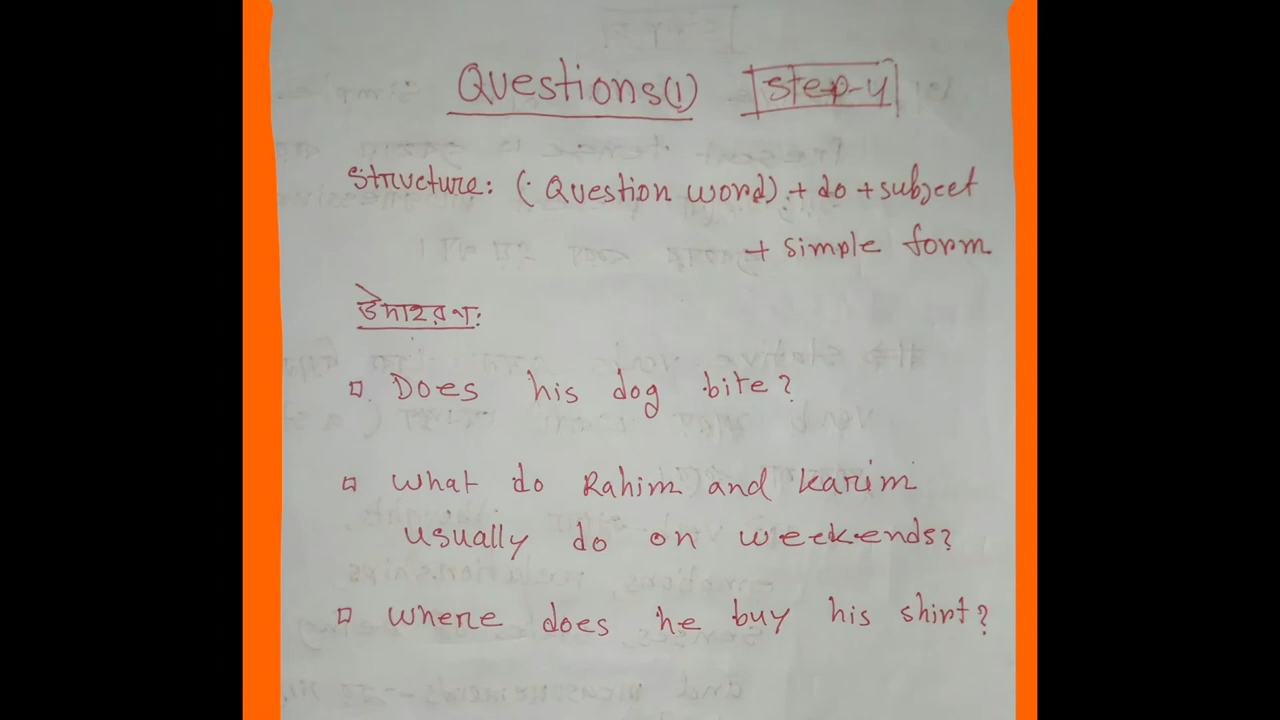 Questions(1) step-4
Structure: (Question word) + do + subject
+ simple form
উদাহরণ:
Does his dog bite?
What do Rahim and Karim
usually do on weekends?
Where does he buy his shirt?